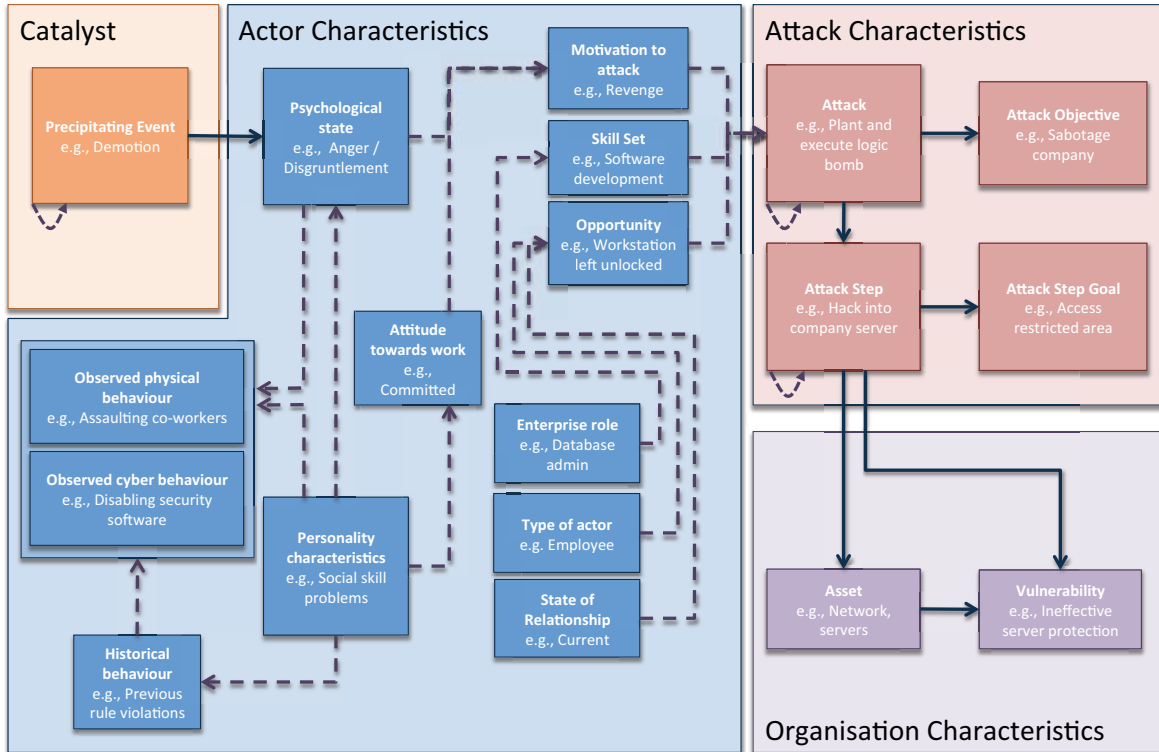 Catalyst
Precipitating Event
e.g., Demotion
Actor Characteristics
Psychological
state
e.g., Anger /
Disgruntlement
Motivation to
attack
e.g., Revenge
Skill Set
e.g., Software
development
Opportunity
e.g., Workstation
left unlocked
Attitude
towards work
e.g.,
Committed
Observed physical
behaviour
e.g., Assaulting co-workers
Observed cyber behaviour
e.g., Disabling security
software
Personality
characteristics
e.g., Social skill
problems
Enterprise role
e.g., Database
admin
Type of actor
e.g. Employee
State of
Relationship
e.g., Current
Historical
behaviour
e.g., Previous
rule violations
Attack Characteristics
Attack
e.g., Plant and
execute logic
bomb
Attack Objective
e.g., Sabotage
company
Attack Step
e.g., Hack into
company server
Attack Step Goal
e.g., Access
restricted area
Asset
e.g., Network,
servers
Vulnerability
e.g., Ineffective
server protection
Organisation Characteristics